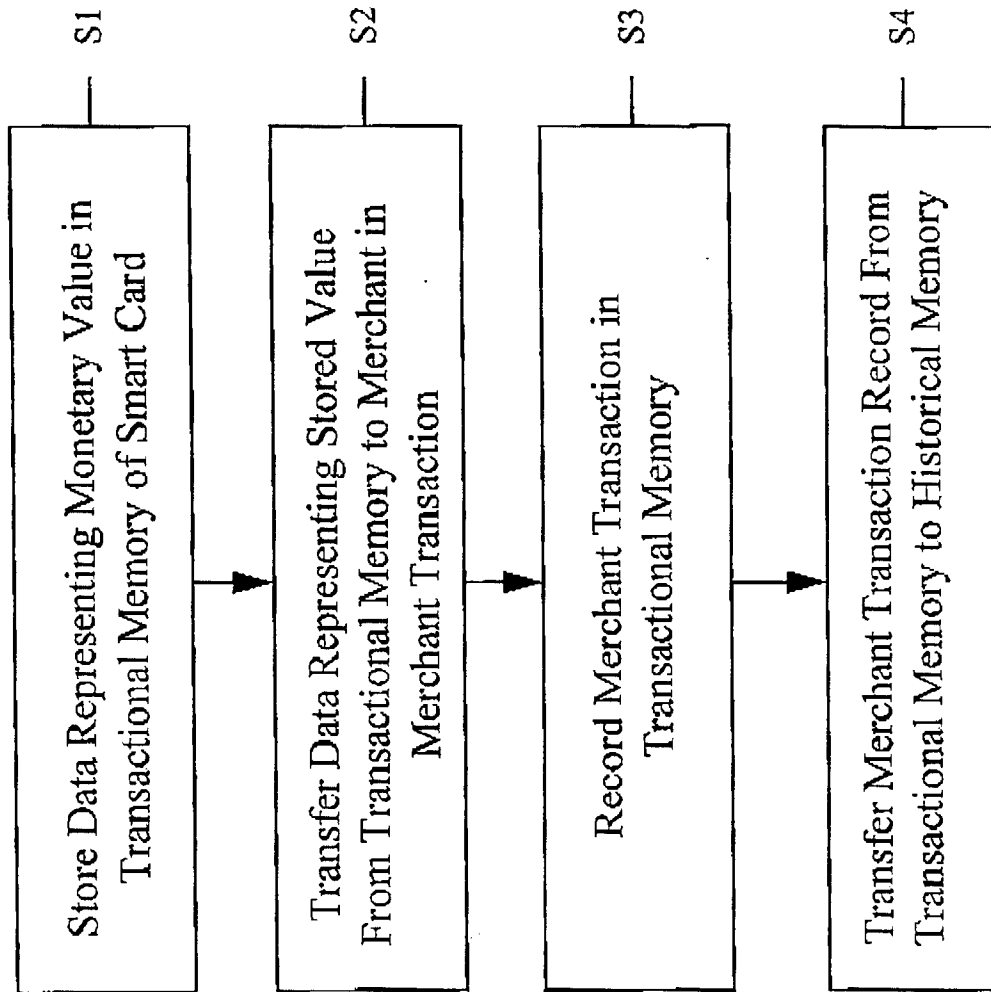 Store Data Representing Monetary Value in
Transactional Memory of Smart Card
S1
Transfer Data Representing Stored Value
From Transactional Memory to Merchant in
Merchant Transaction
S2
Record Merchant Transaction in
Transactional Memory
S3
Transfer Merchant Transaction Record From
Transactional Memory to Historical Memory
S4